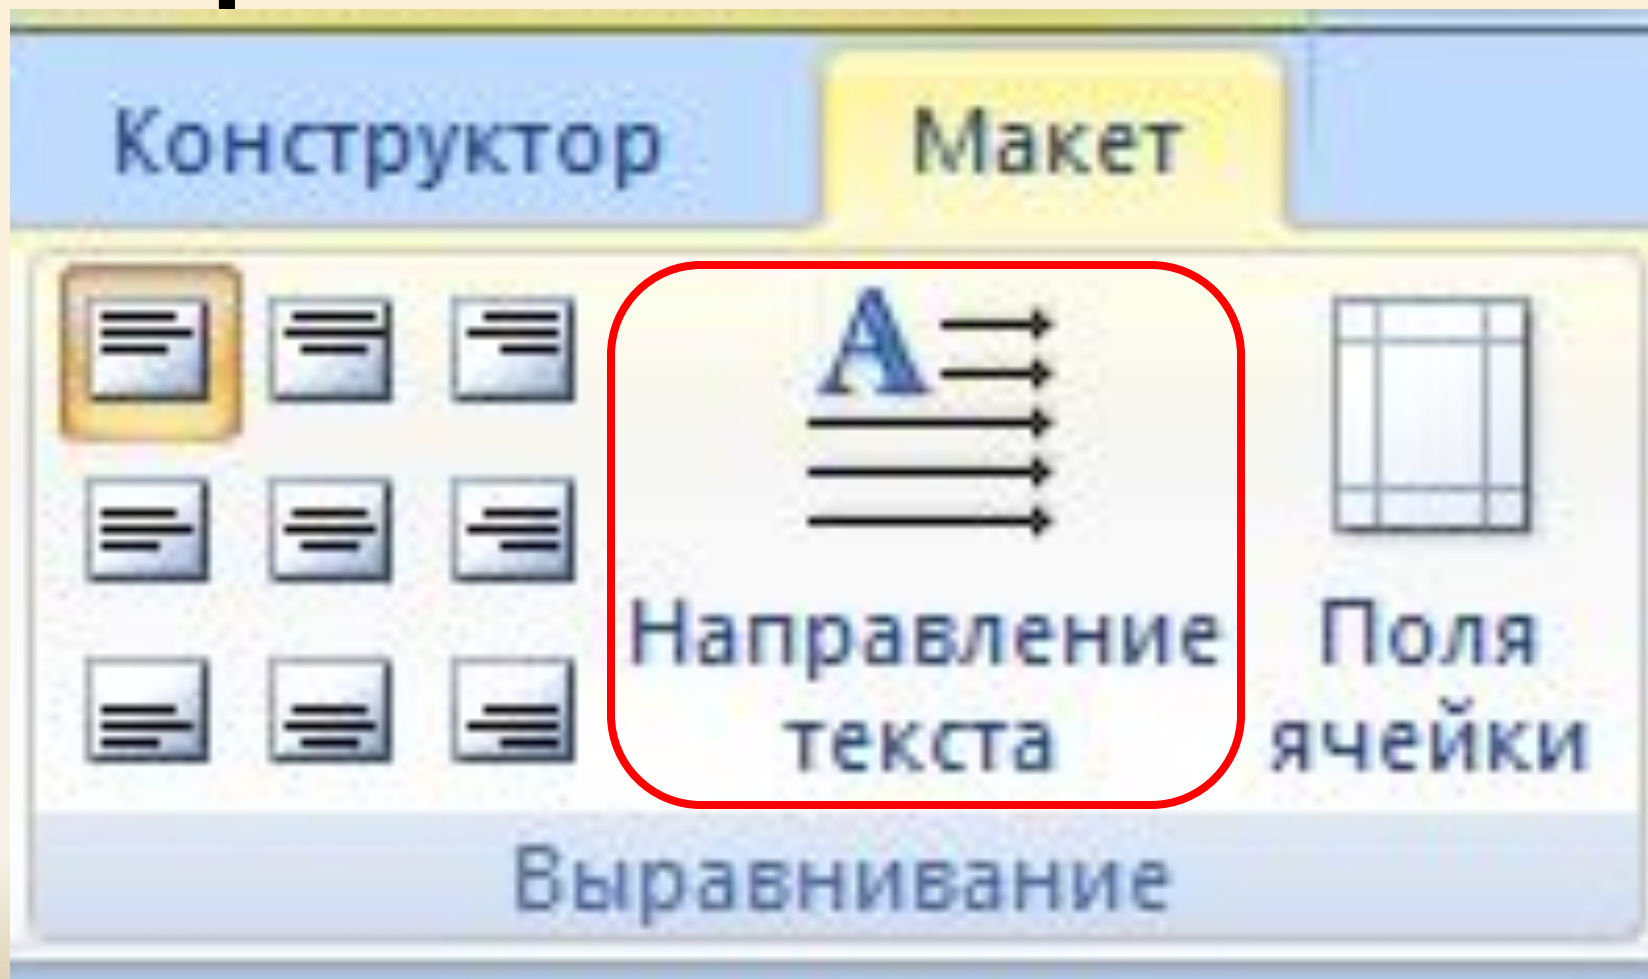 Конструктор Макет
Направление
текста
Поля
ячейки
Выравнивание